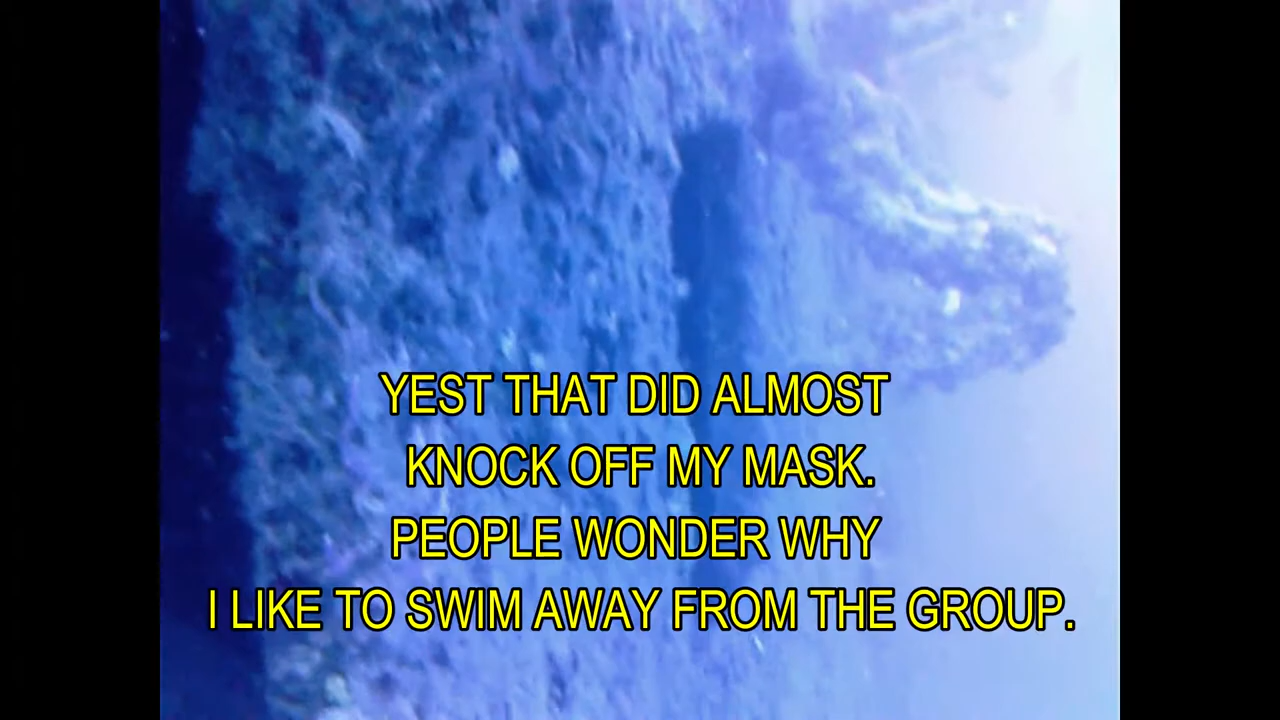 YEST THAT DID ALMOST
KNOCK OFF MY MASK.
PEOPLE WONDER WHY
I LIKE TO SWIM AWAY FROM THE GROUP.